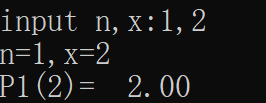 input n,x:1,2
n=1,x=2
P1(2)=  2.00